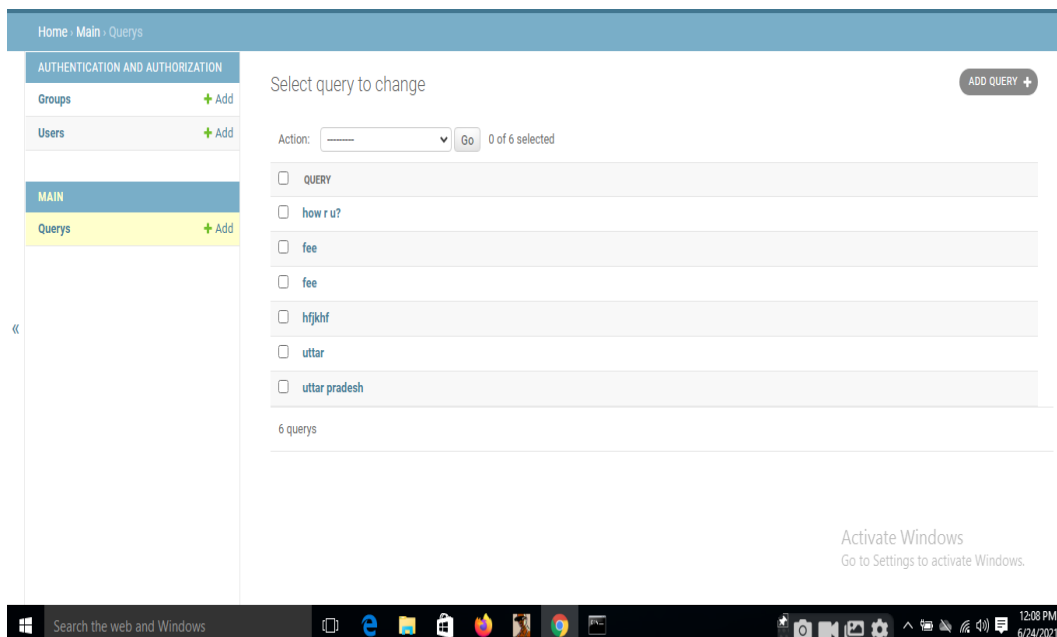 Home › Main › Querys
AUTHENTICATION AND AUTHORIZATION
Groups + Add
Users + Add
MAIN
Querys + Add
«
Select query to change
ADD QUERY +
Action: --------- Go 0 of 6 selected
QUERY
how r u?
fee
fee
hfjkhf
uttar
uttar pradesh
6 querys
Activate Windows
Go to Settings to activate Windows.
Search the web and Windows
12:08 PM